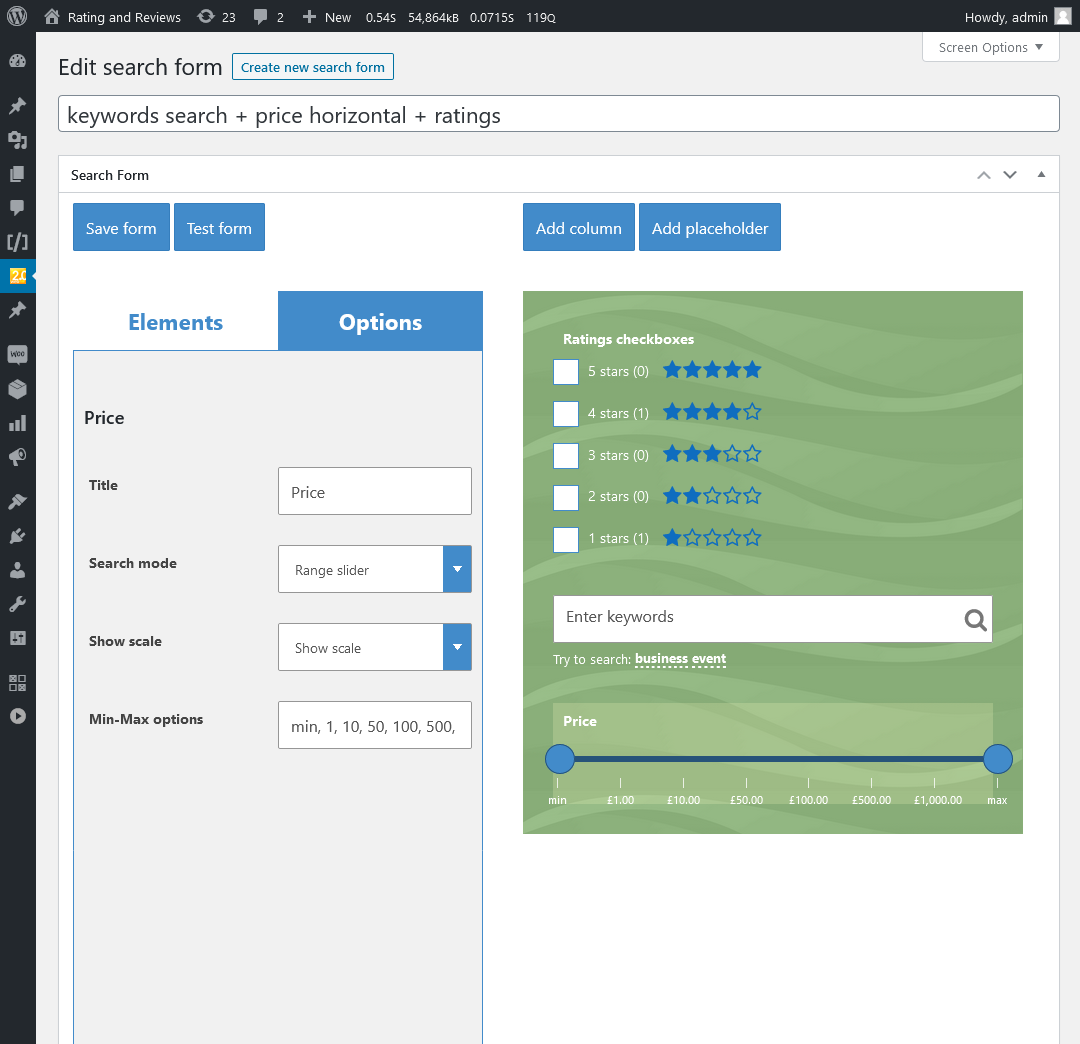 Rating and Reviews 23 2 New 0.54S 54,864KB 0.0715S 119Q Howdy, admin
Screen Options
Edit search form Create new search form
keywords search + price horizontal + ratings
Search Form
Save form Test form Add column Add placeholder
[/]
2.0
Woo
Elements Options
Price
Title Price
Search mode Range slider
Show scale Show scale
Min-Max options min, 1, 10, 50, 100, 500,
Ratings checkboxes
5 stars (0)
4 stars (1)
3 stars (0)
2 stars (0)
1 stars (1)
Enter keywords
Try to search: business event
Price
min £1.00 £10.00 £50.00 £100.00 £500.00 £1,000.00 max